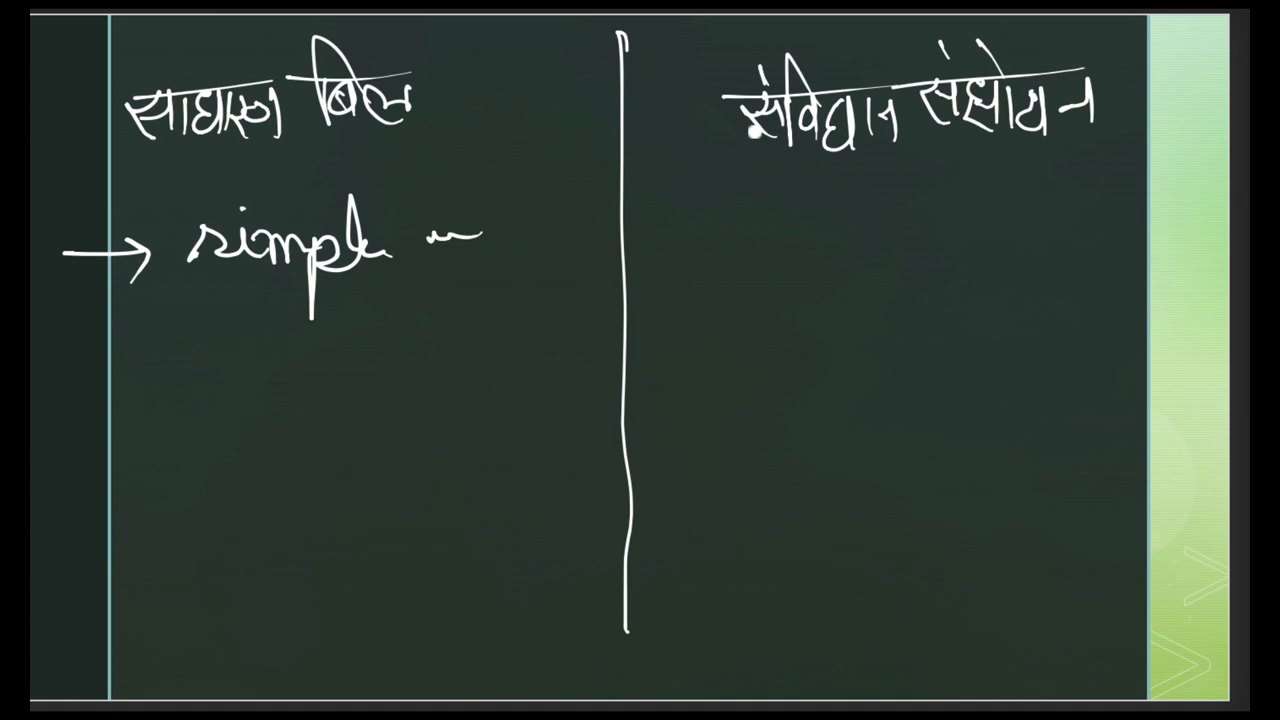 साधारण बिल
संविधान संशोधन
→ simple